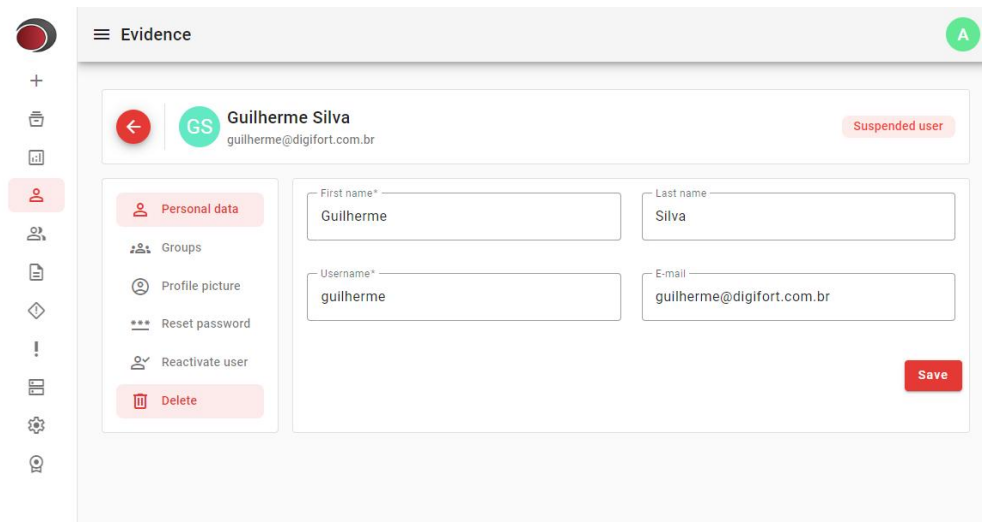 Evidence
A
GS
Guilherme Silva
guilherme@digifort.com.br
Suspended user
Personal data
Groups
Profile picture
Reset password
Reactivate user
Delete
First name*
Guilherme
Last name
Silva
Username*
guilherme
E-mail
guilherme@digifort.com.br
Save